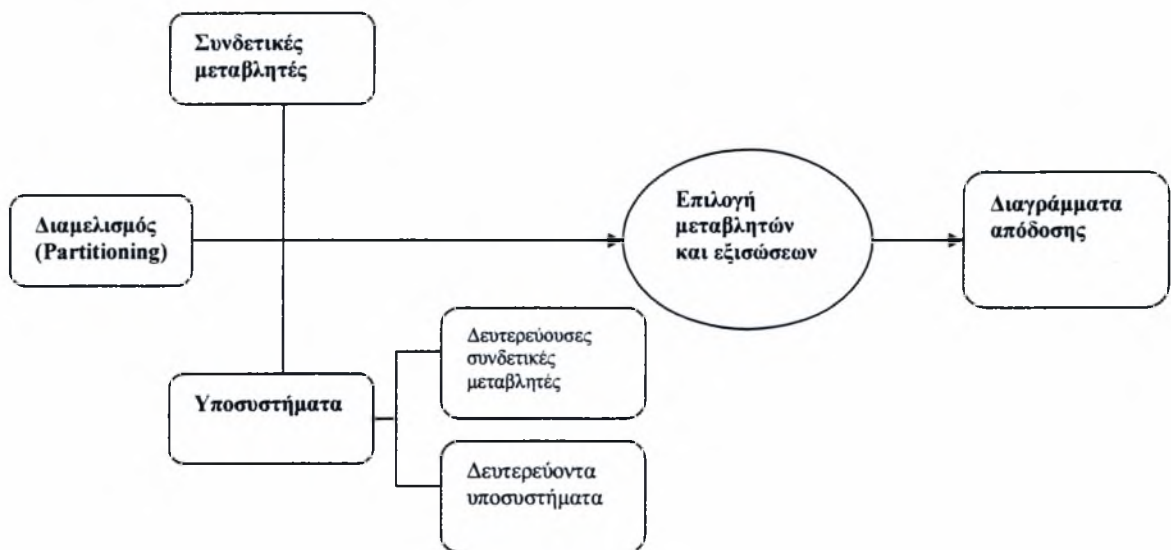 Συνδετικές
μεταβλητές
Διαμελισμός
(Partitioning)
Επιλογή
μεταβλητών
και εξισώσεων
Διαγράμματα
απόδοσης
Υποσυστήματα
Δευτερεύουσες
συνδετικές
μεταβλητές
Δευτερεύοντα
υποσυστήματα